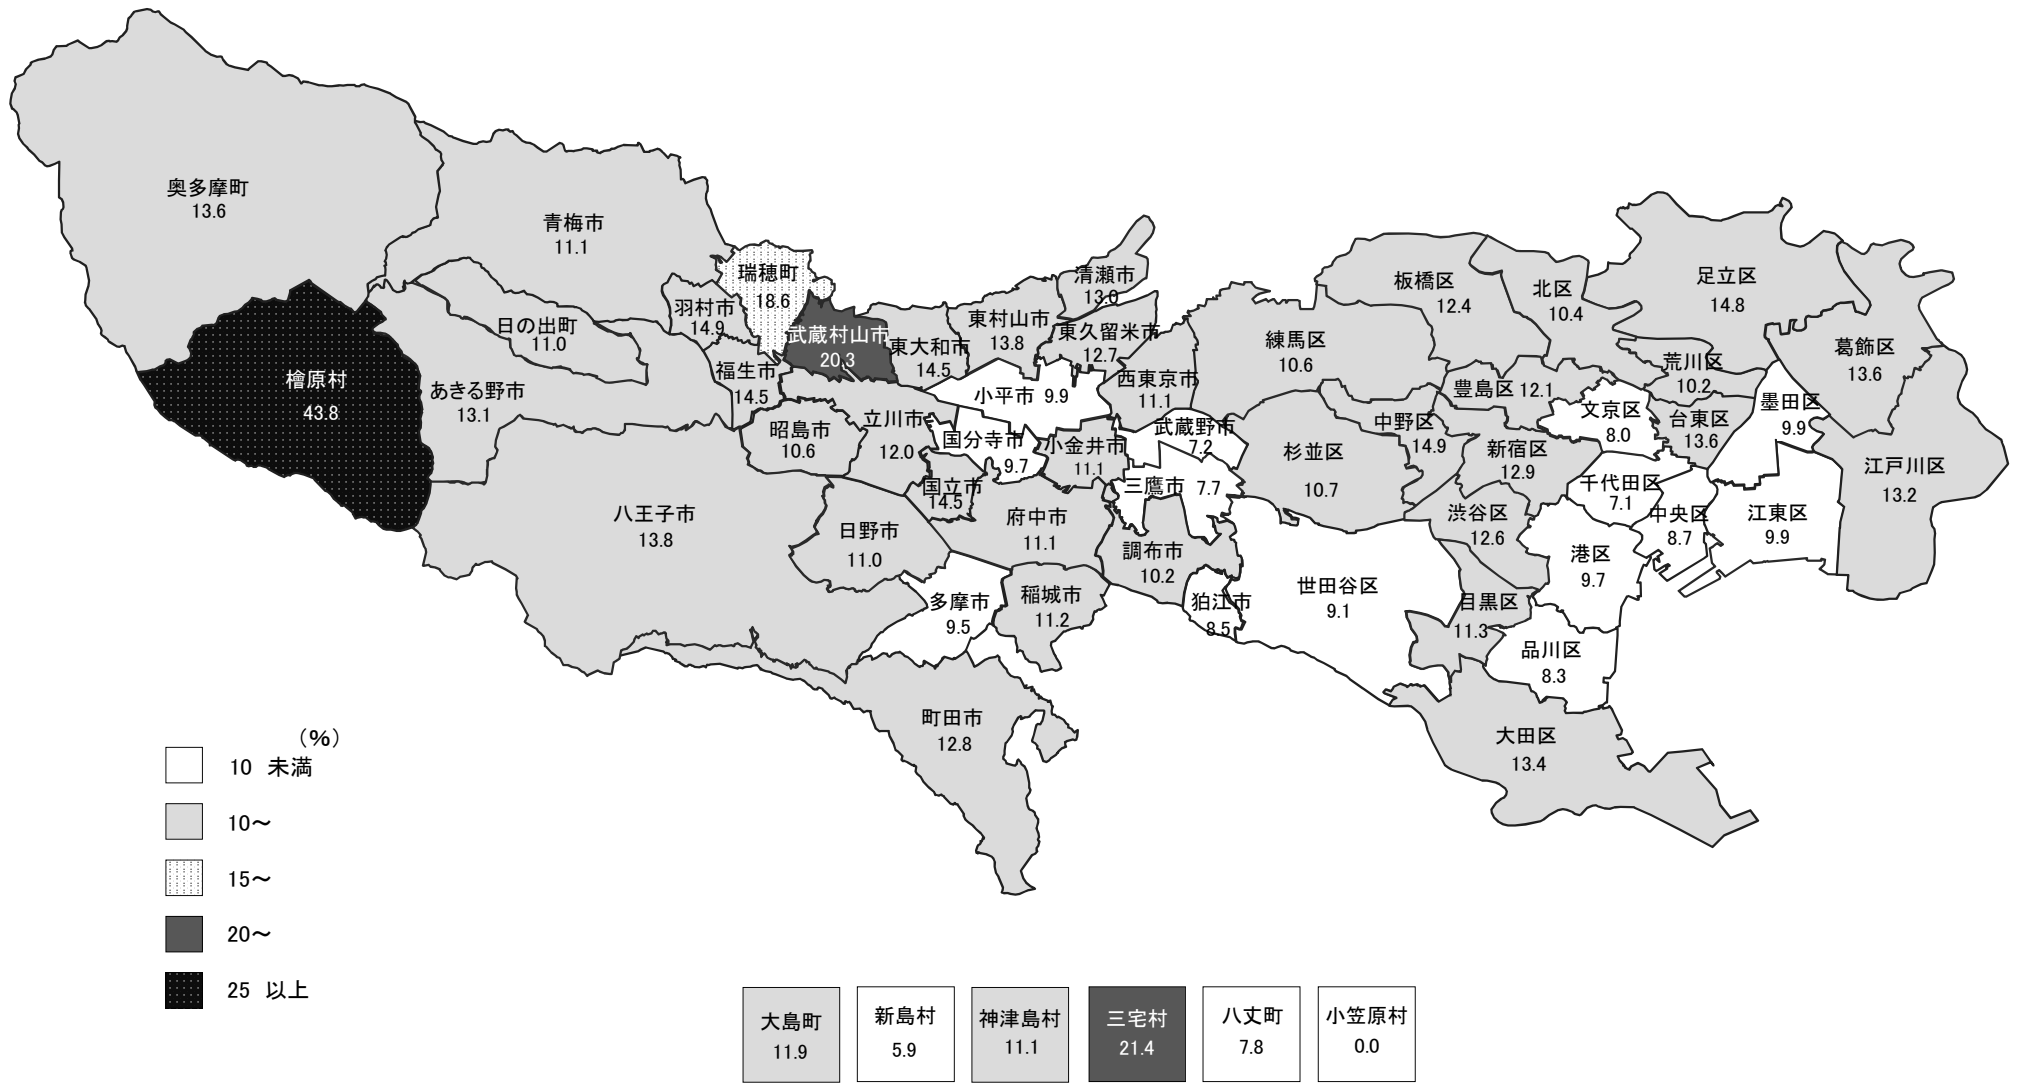 奥多摩町
13.6
青梅市
11.1
瑞穂町
18.6
羽村市
14.9
日の出町
11.0
武蔵村山市
20.3
福生市
14.5
檜原村
43.8
あきる野市
13.1
八王子市
13.8
昭島市
10.6
立川市
12.0
東大和市
14.5
東村山市
13.8
清瀬市
13.0
東久留米市
12.7
小平市 9.9
西東京市
11.1
国分寺市
9.7
小金井市
11.1
武蔵野市
7.2
三鷹市 7.7
国立市
14.5
日野市
11.0
府中市
11.1
調布市
10.2
狛江市
8.5
多摩市
9.5
稲城市
11.2
町田市
12.8
板橋区
12.4
北区
10.4
足立区
14.8
練馬区
10.6
豊島区 12.1
荒川区
10.2
葛飾区
13.6
中野区
14.9
文京区
8.0
台東区
13.6
墨田区
9.9
杉並区
10.7
新宿区
12.9
千代田区
7.1
江戸川区
13.2
渋谷区
12.6
中央区
8.7
江東区
9.9
港区
9.7
世田谷区
9.1
目黒区
11.3
品川区
8.3
大田区
13.4
(%)
10 未満
10～
15～
20～
25 以上
大島町
11.9
新島村
5.9
神津島村
11.1
三宅村
21.4
八丈町
7.8
小笠原村
0.0